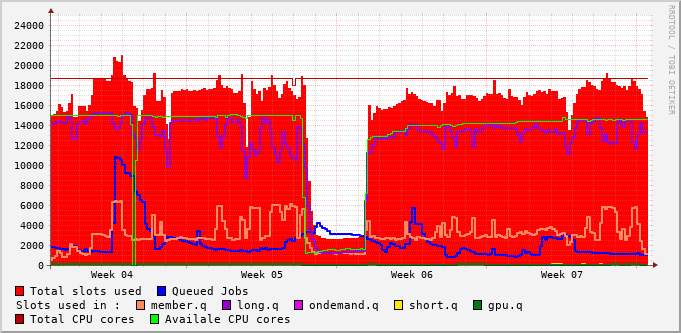 24000
22000
20000
18000
16000
14000
12000
10000
8000
6000
4000
2000
0
Week 04 Week 05 Week 06 Week 07
RRDTOOL / TOBI OETIKER
Total slots used Queued Jobs
Slots used in : member.q long.q ondemand.q short.q gpu.q
Total CPU cores Availale CPU cores